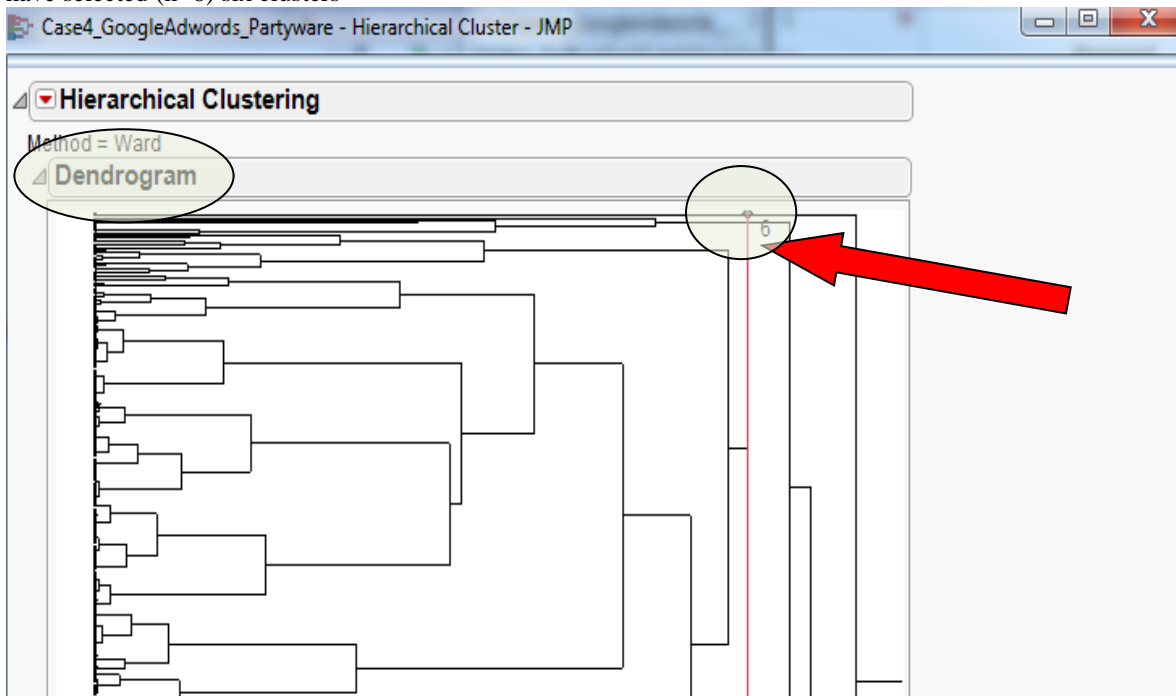 have selected (n=6) six clusters
Case4_GoogleAdwords_Partyware - Hierarchical Cluster - JMP
Hierarchical Clustering
Method = Ward
Dendrogram
6